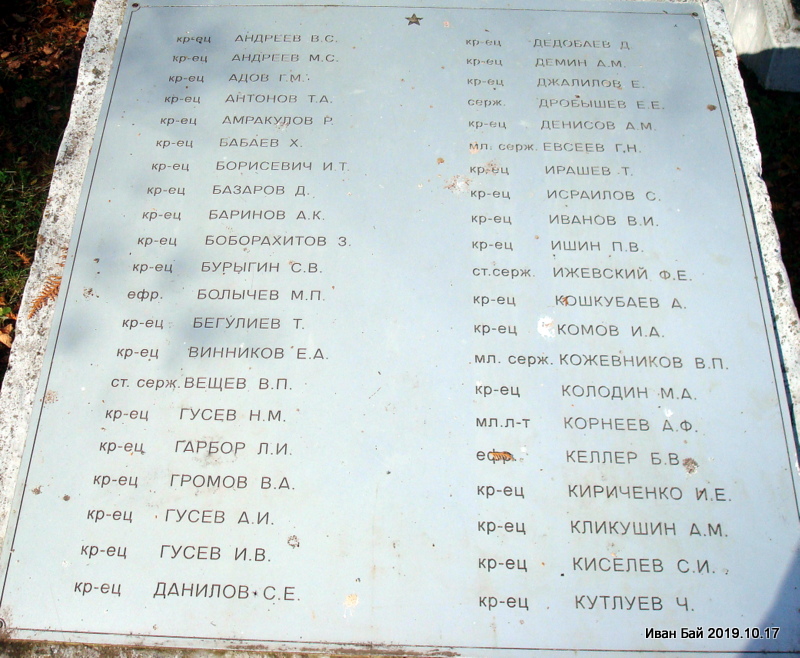 кр-ец АНДРЕЕВ В.С.
кр-ец АНДРЕЕВ М.С.
кр-ец АДОВ Г.М.
кр-ец АНТОНОВ Т.А.
кр-ец АМРАКУЛОВ Р.
кр-ец БАБАЕВ Х.
кр-ец БОРИСЕВИЧ И.Т.
кр-ец БАЗАРОВ Д.
кр-ец БАРИНОВ А.К.
кр-ец БОБОРАХИТОВ З.
кр-ец БУРЫГИН С.В.
ефр. БОЛЫЧЕВ М.П.
кр-ец БЕГУЛИЕВ Т.
кр-ец ВИННИКОВ Е.А.
ст. серж. ВЕЩЕВ В.П.
кр-ец ГУСЕВ Н.М.
кр-ец ГАРБОР Л.И.
кр-ец ГРОМОВ В.А.
кр-ец ГУСЕВ А.И.
кр-ец ГУСЕВ И.В.
кр-ец ДАНИЛОВ С.Е.
кр-ец ДЕДОБАЕВ Д.
кр-ец ДЕМИН А.М.
кр-ец ДЖАЛИЛОВ Е.
серж. ДРОБЫШЕВ Е.Е.
кр-ец ДЕНИСОВ А.М.
мл. серж. ЕВСЕЕВ Г.Н.
кр-ец ИРАШЕВ Т.
кр-ец ИСРАИЛОВ С.
кр-ец ИВАНОВ В.И.
кр-ец ИШИН П.В.
ст.серж. ИЖЕВСКИЙ Ф.Е.
кр-ец КОШКУБАЕВ А.
кр-ец КОМОВ И.А.
мл. серж. КОЖЕВНИКОВ В.П.
кр-ец КОЛОДИН М.А.
мл.л-т КОРНЕЕВ А.Ф.
ефр. КЕЛЛЕР Б.В.
кр-ец КИРИЧЕНКО И.Е.
кр-ец КЛИКУШИН А.М.
кр-ец КИСЕЛЕВ С.И.
кр-ец КУТЛУЕВ Ч.
Иван Бай 2019.10.17